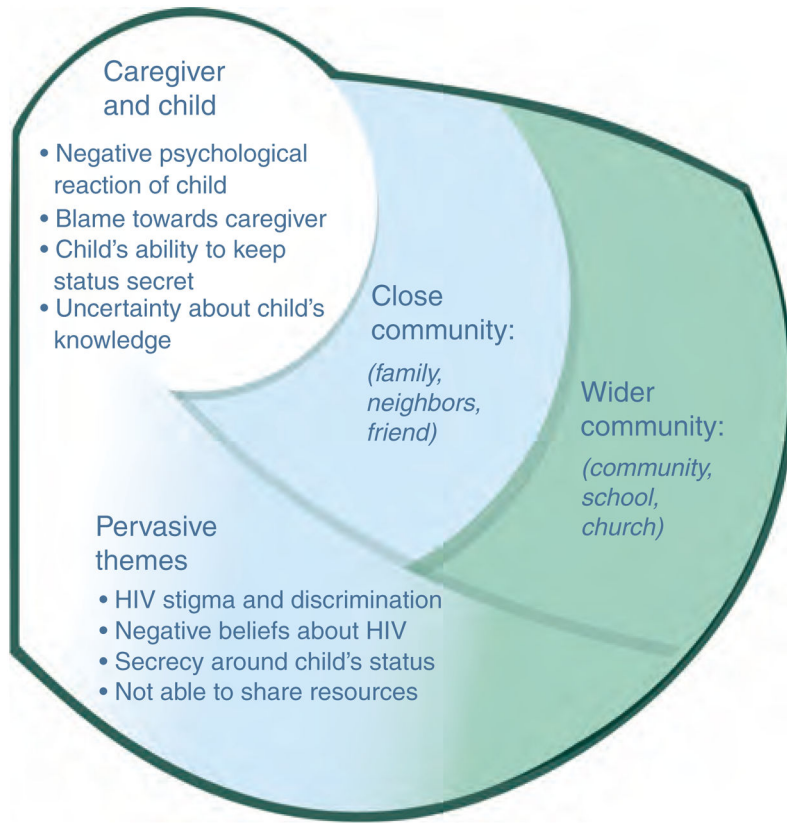 Caregiver
and child
• Negative psychological
reaction of child
• Blame towards caregiver
• Child's ability to keep
status secret
• Uncertainty about child's
knowledge
Close
community:
(family,
neighbors,
friend)
Wider
community:
(community,
school,
church)
Pervasive
themes
• HIV stigma and discrimination
• Negative beliefs about HIV
• Secrecy around child's status
• Not able to share resources